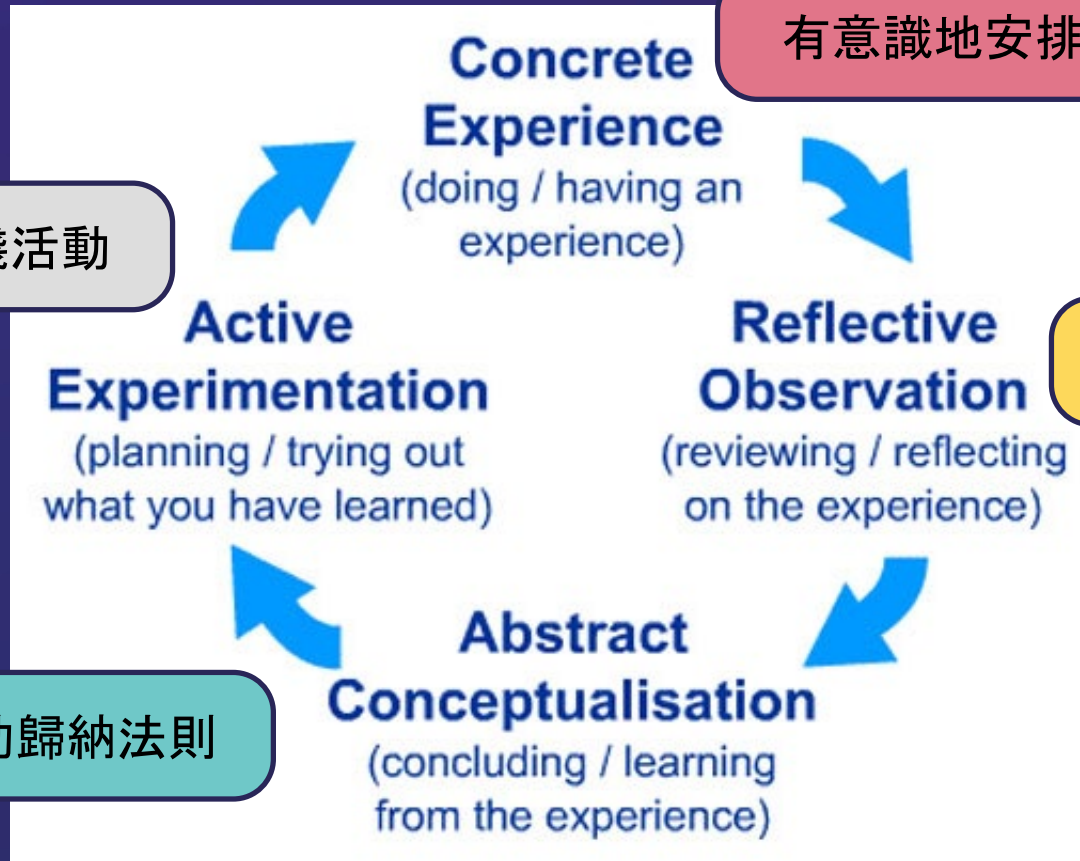 Concrete
Experience
(doing / having an
experience)
有意識地安排
活動
Active
Experimentation
(planning / trying out
what you have learned)
Reflective
Observation
(reviewing / reflecting
on the experience)
Abstract
Conceptualisation
(concluding / learning
from the experience)
歸納法則